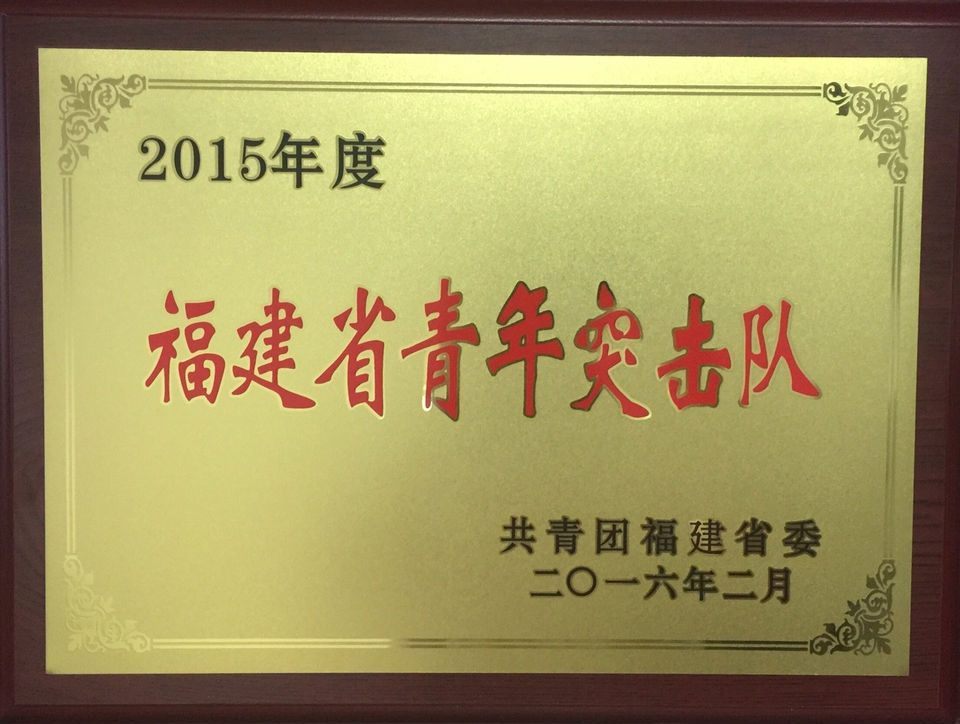 2015年度
福建省青年突击队
共青团福建省委
二〇一六年二月